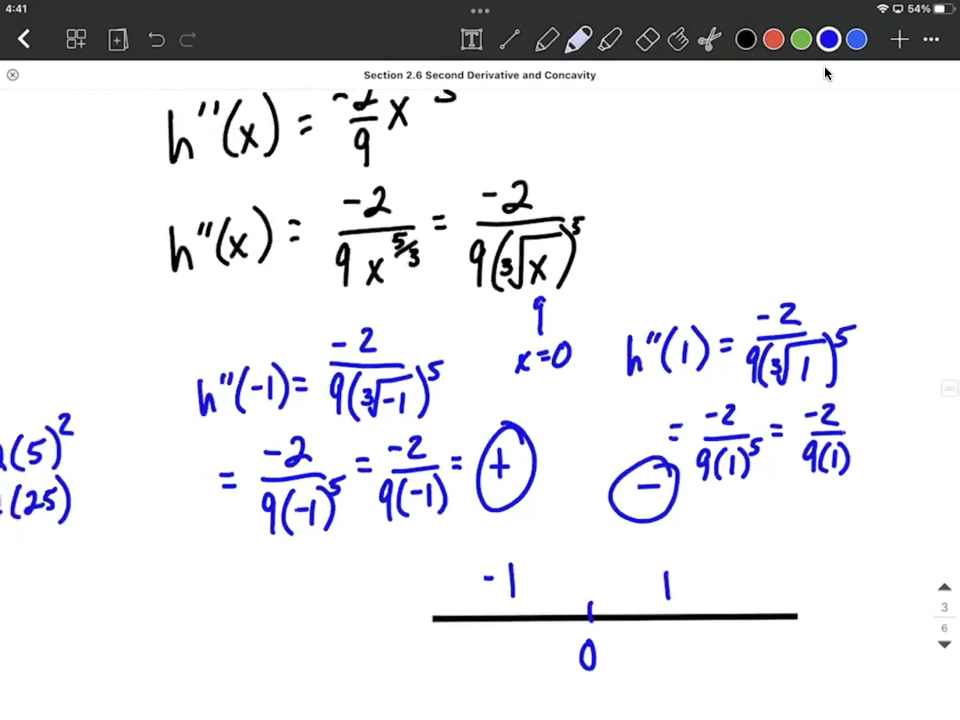 4:41
54%
Section 2.6 Second Derivative and Concavity
h''(x) = -2/9 x
h''(x) = -2/(9x^(5/3)) = -2/(9(∛x)^5)
9
x=0
h''(-1) = -2/(9(∛-1)^5)
= -2/(9(-1)^5) = -2/(9(-1)) = +
h''(1) = -2/(9(∛1)^5)
= -2/(9(1)^5) = -2/(9(1))
−
(5)^2
(25)
-1 1
0
3
6